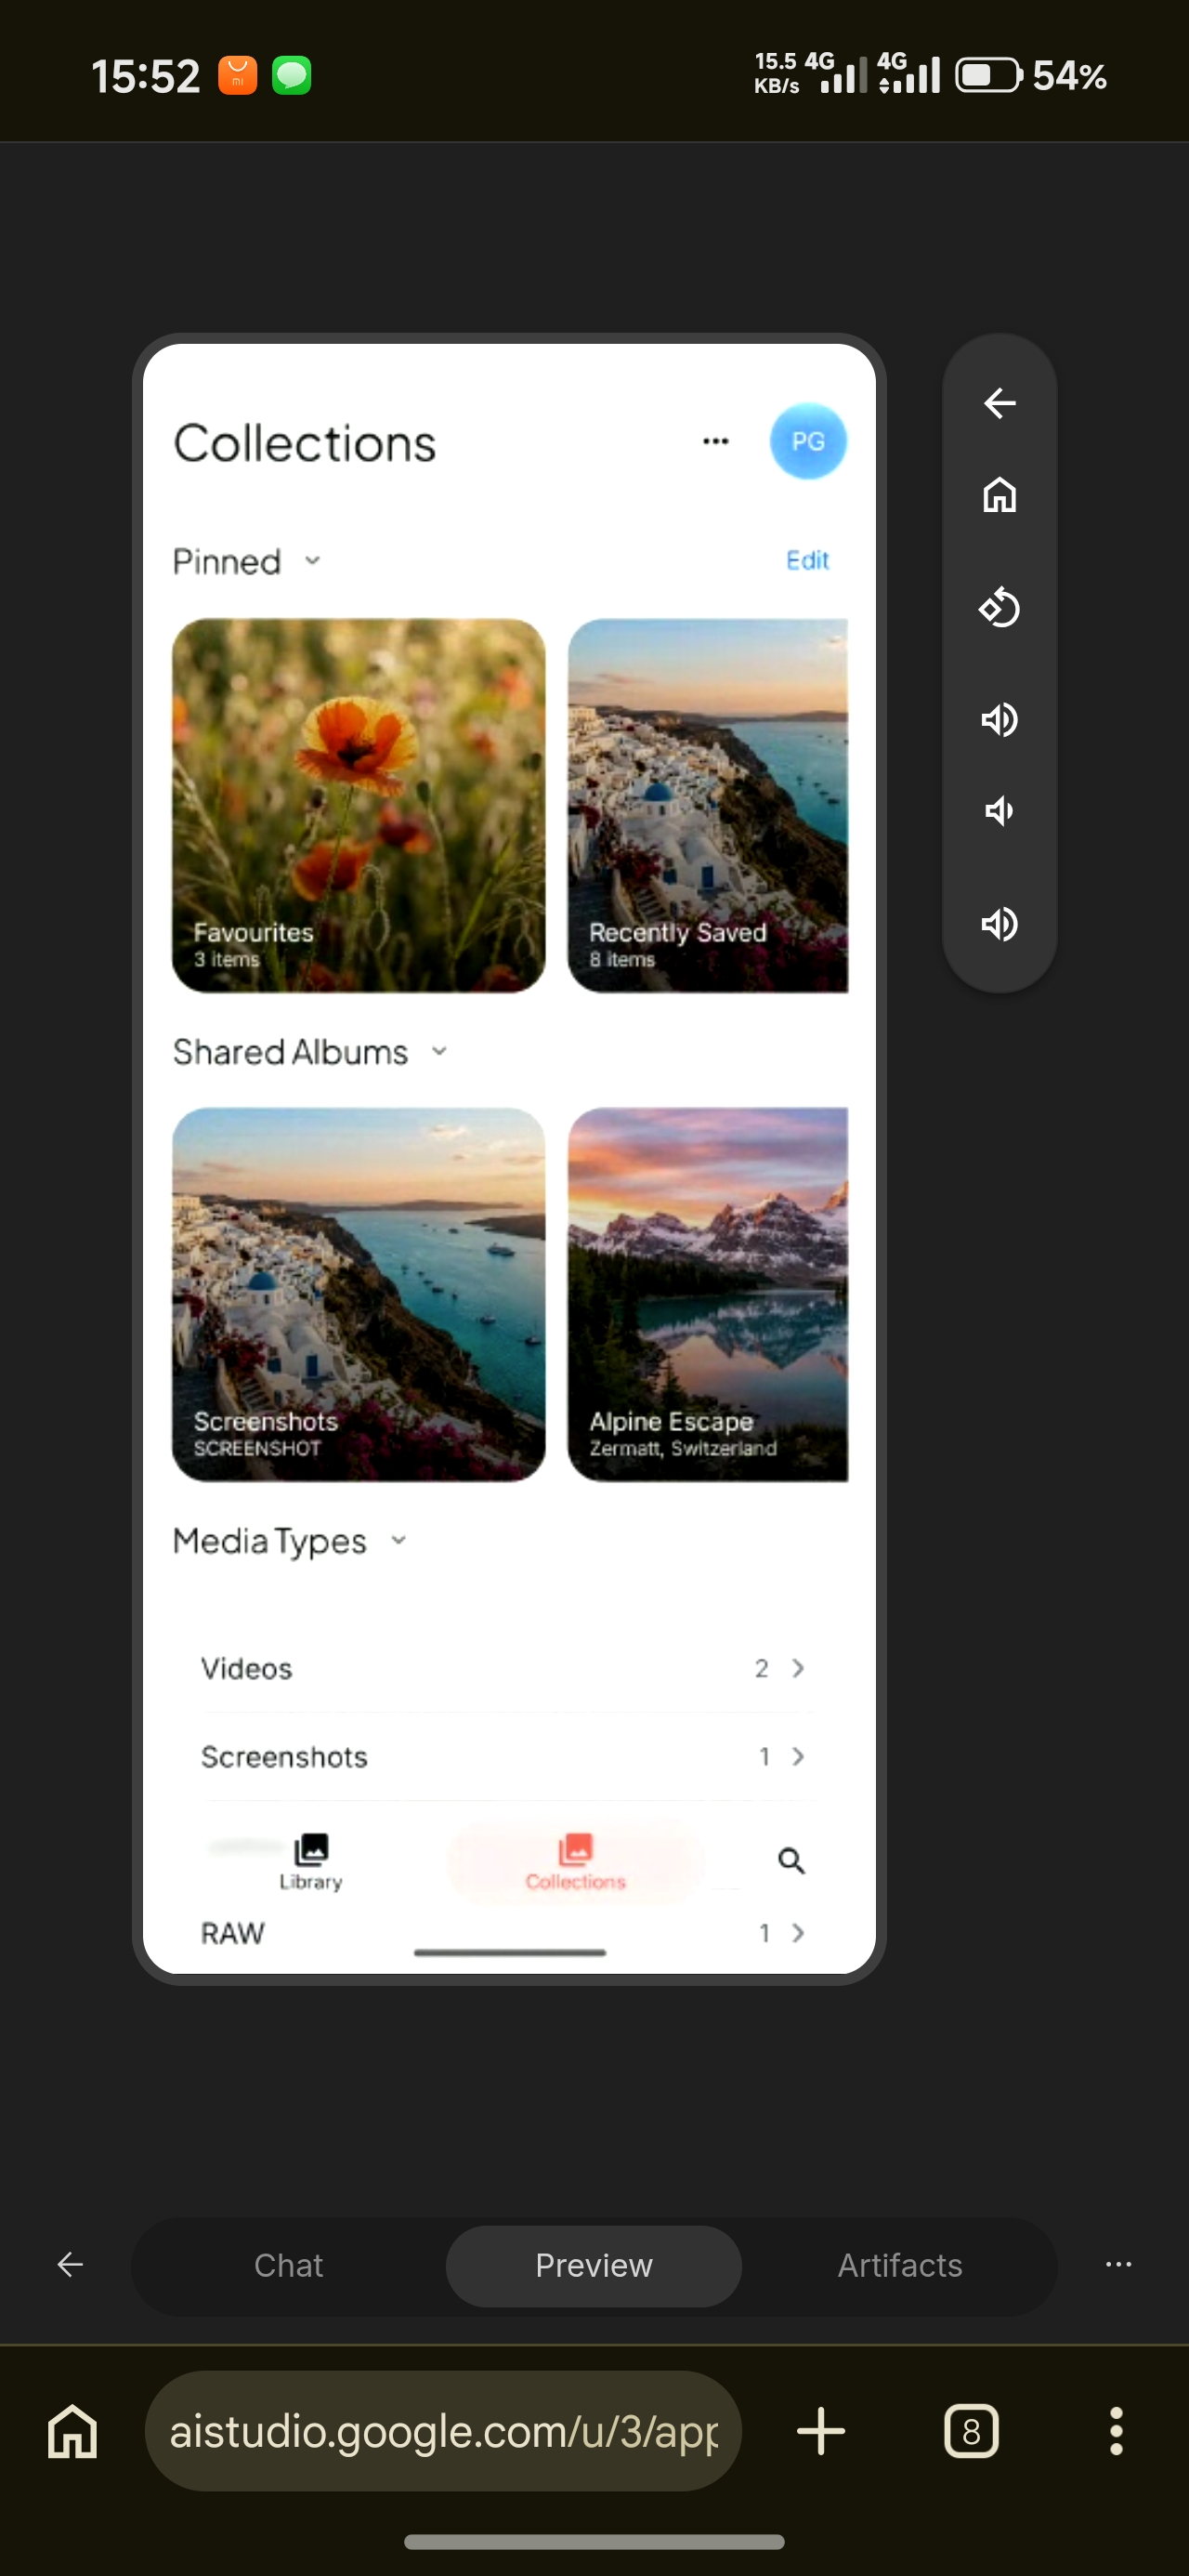 15:52
15.5 KB/s 4G 4G 54%
Collections
PG
Pinned
Edit
Favourites
3 items
Recently Saved
8 items
Shared Albums
Screenshots
SCREENSHOT
Alpine Escape
Zermatt, Switzerland
Media Types
Videos 2
Screenshots 1
Library
Collections
RAW 1
Chat
Preview
Artifacts
aistudio.google.com/u/3/app
8